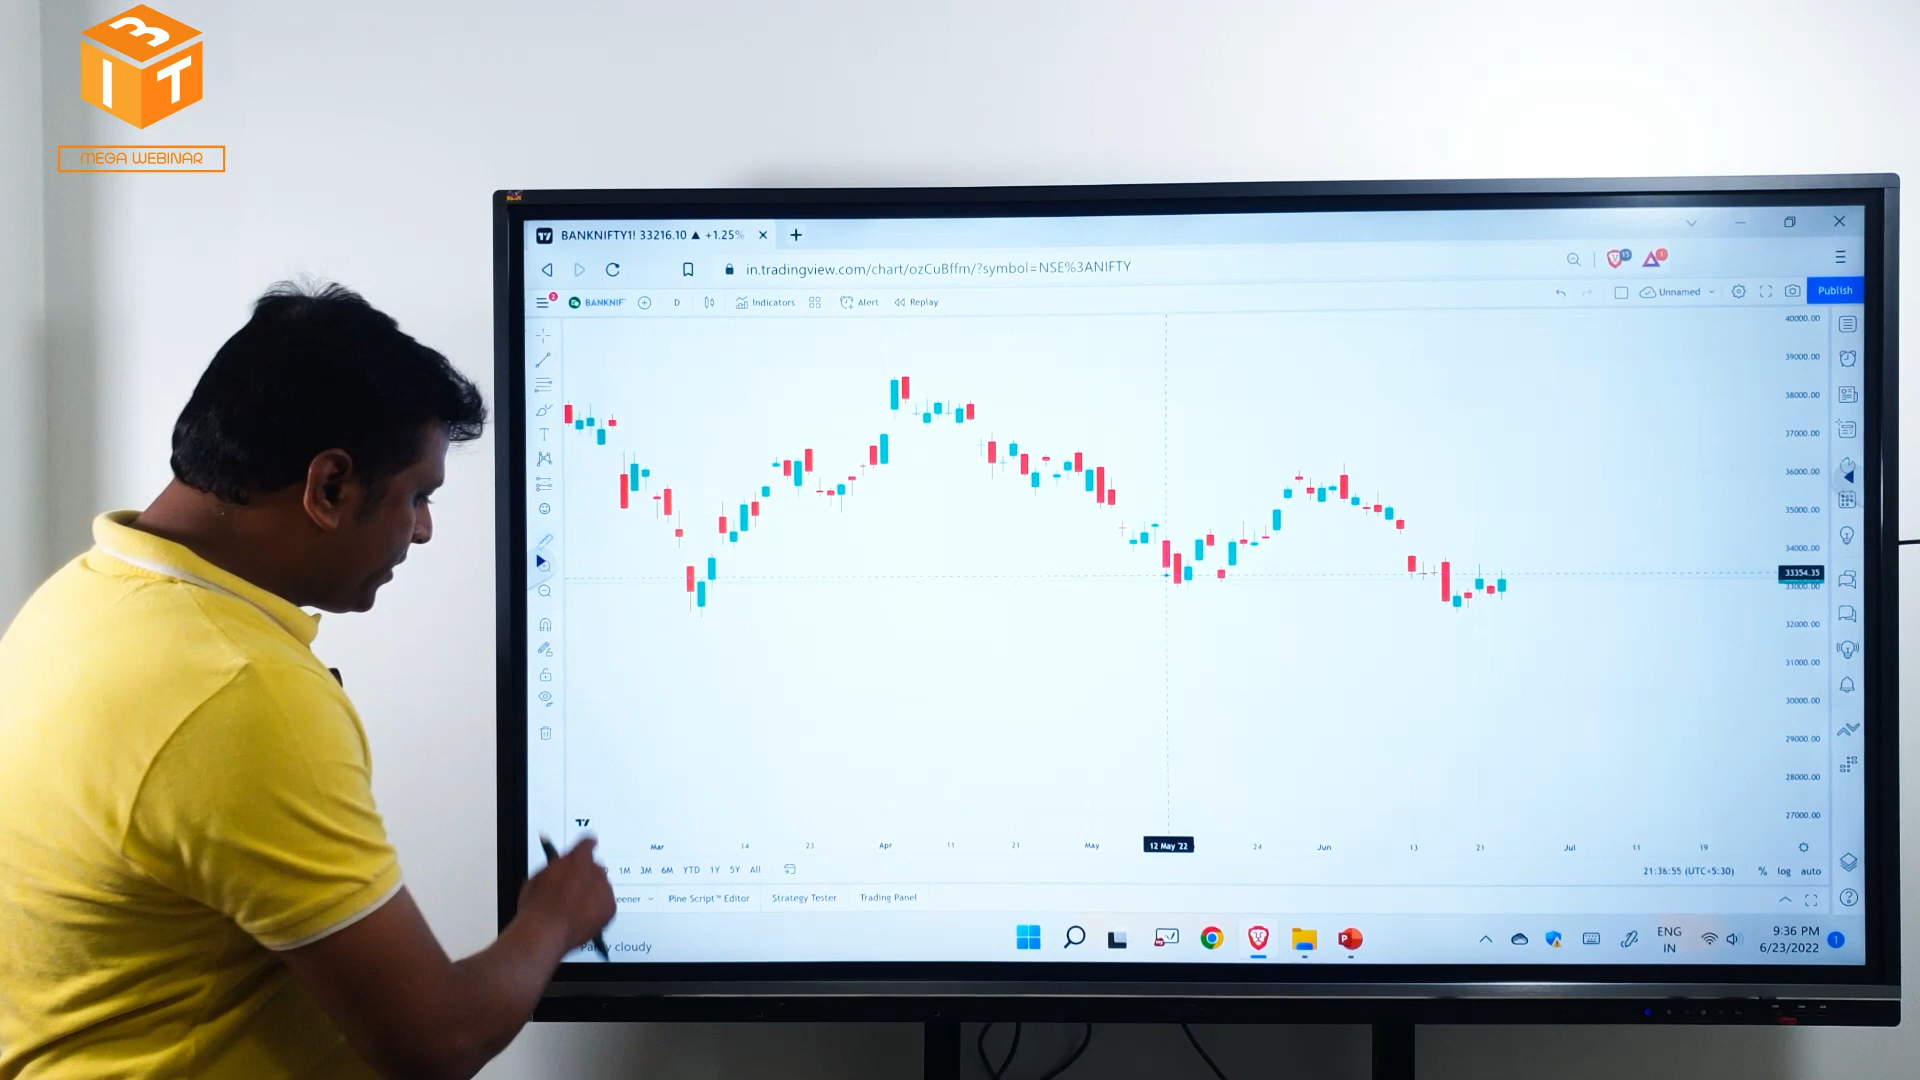 3
I T
MEGA WEBINAR
BANKNIFTY1! 33216.10 ▲ +1.25%
in.tradingview.com/chart/ozCuBffm/?symbol=NSE%3ANIFTY
BANKNIF
D
Indicators
Alert
Replay
Unnamed
Publish
40000.00
39000.00
38000.00
37000.00
36000.00
35000.00
34000.00
33354.35
33000.00
32000.00
31000.00
30000.00
29000.00
28000.00
27000.00
Mar 14 23 Apr 11 21 May 12 May '22 24 Jun 13 21 Jul 11 19
1M 3M 6M YTD 1Y 5Y All
21:36:55 (UTC+5:30) % log auto
eener Pine Script™ Editor Strategy Tester Trading Panel
cloudy
ENG
IN
9:36 PM
6/23/2022
1